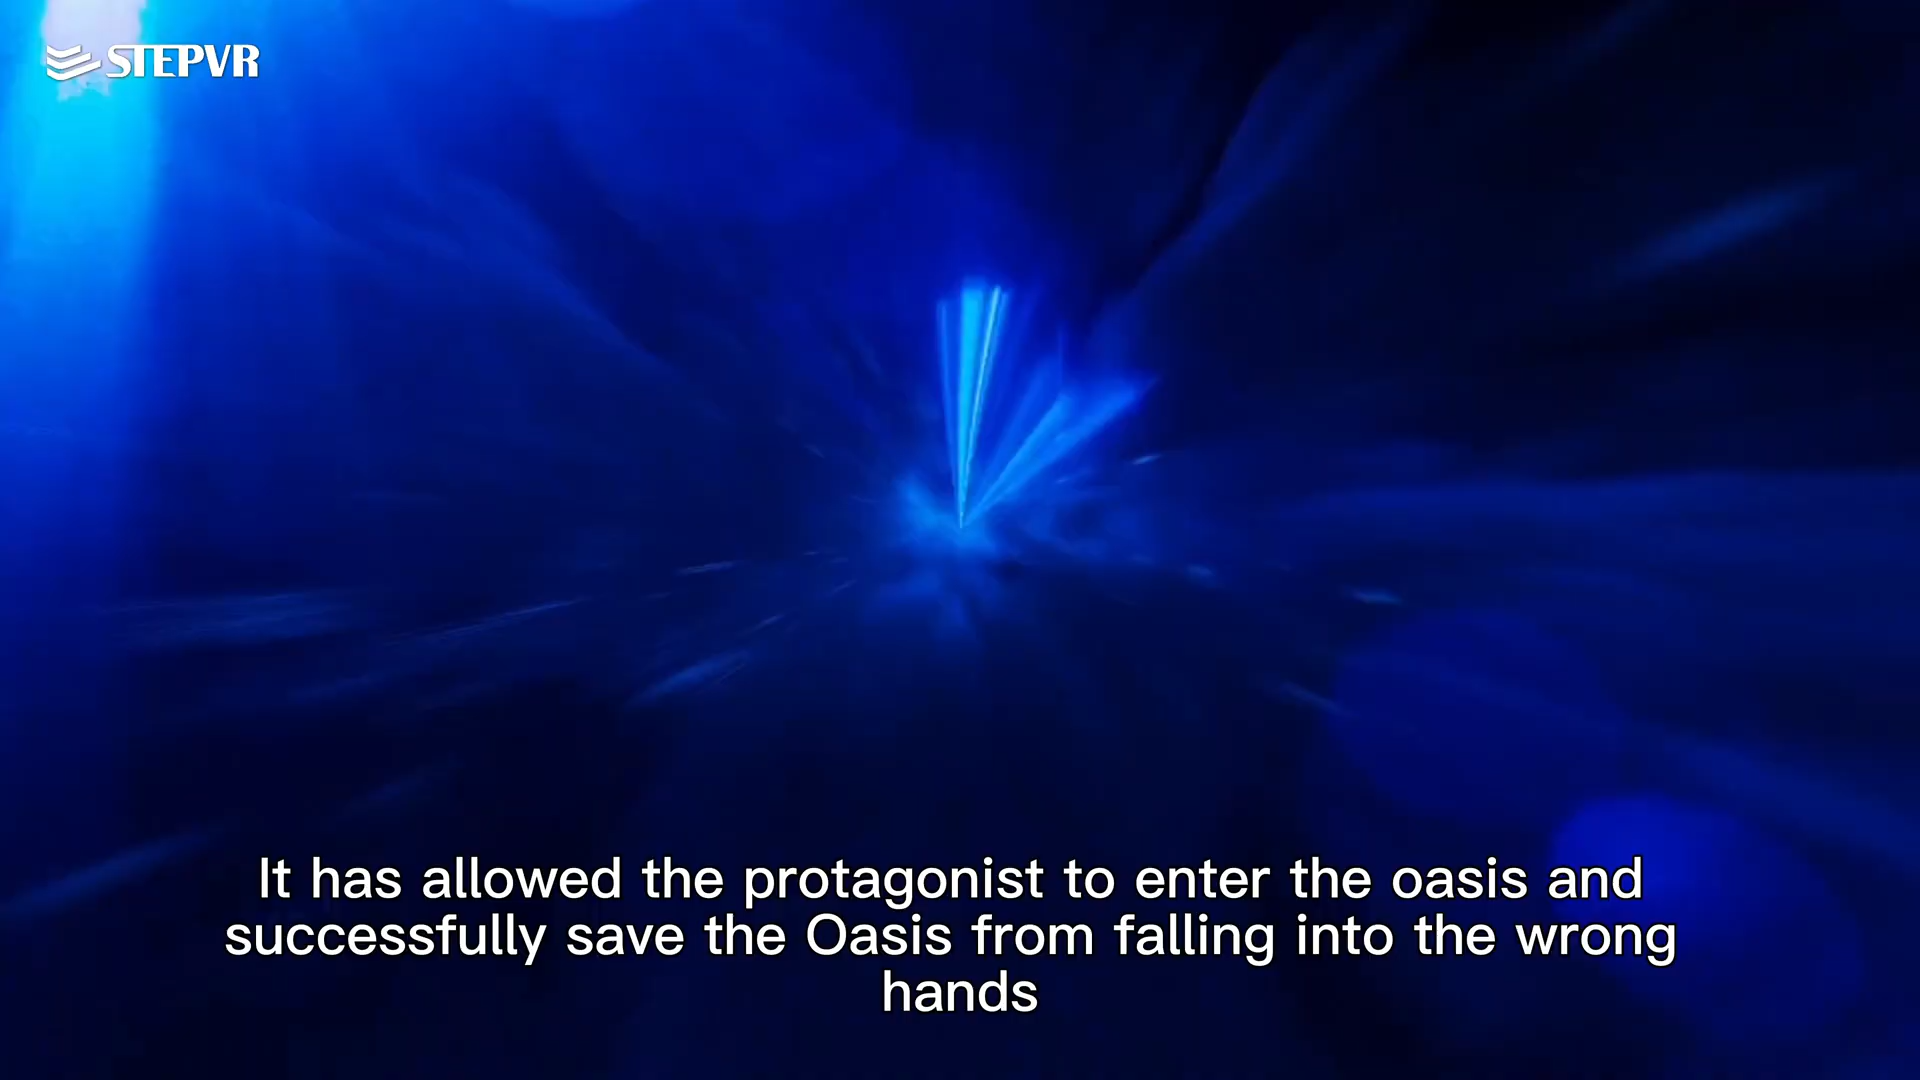 STEPVR
It has allowed the protagonist to enter the oasis and
successfully save the Oasis from falling into the wrong
hands